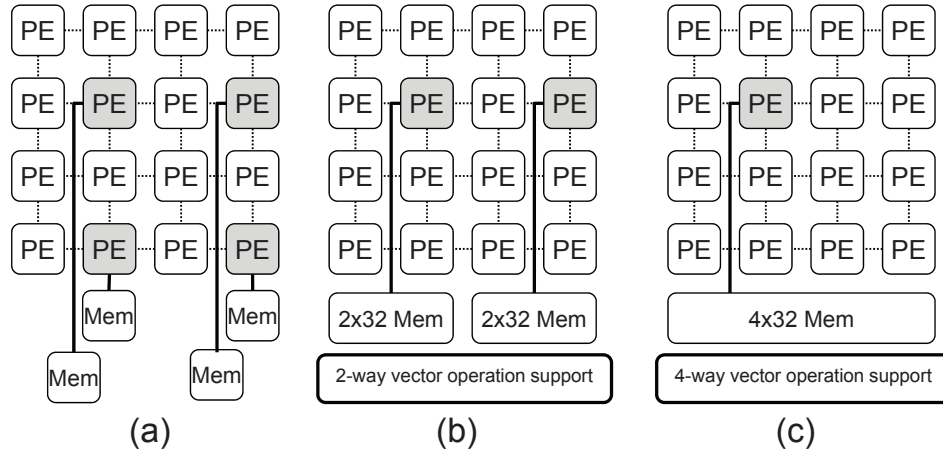 PE PE PE PE PE PE PE PE PE PE PE PE
PE PE PE PE PE PE PE PE PE PE PE PE
PE PE PE PE PE PE PE PE PE PE PE PE
PE PE PE PE PE PE PE PE PE PE PE PE
Mem Mem 2x32 Mem 2x32 Mem 4x32 Mem
Mem Mem 2-way vector operation support 4-way vector operation support
(a) (b) (c)